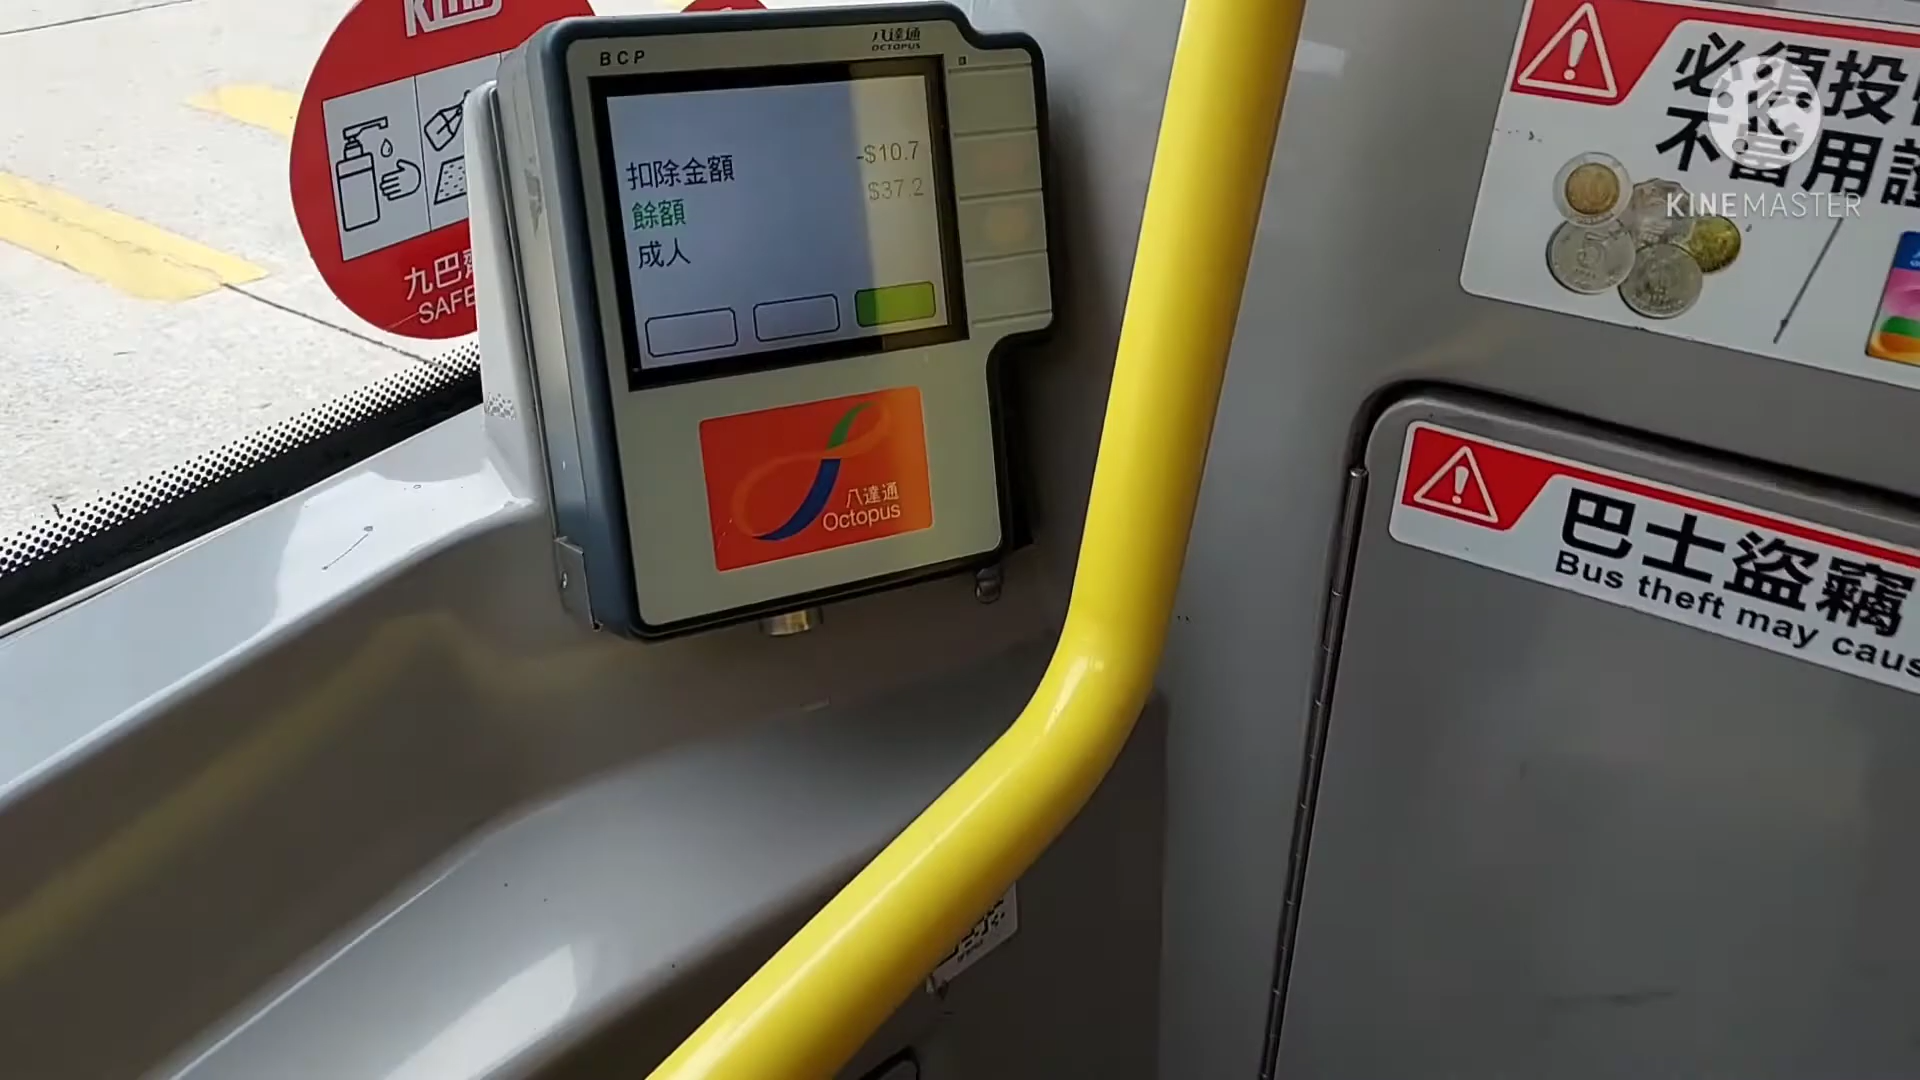 BCP
八達通
OCTOPUS
扣除金額 -$10.7
餘額 $37.2
成人
八達通
Octopus
九巴
SAFE
必須投
不當用
KINEMASTER
巴士盜竊
Bus theft may caus